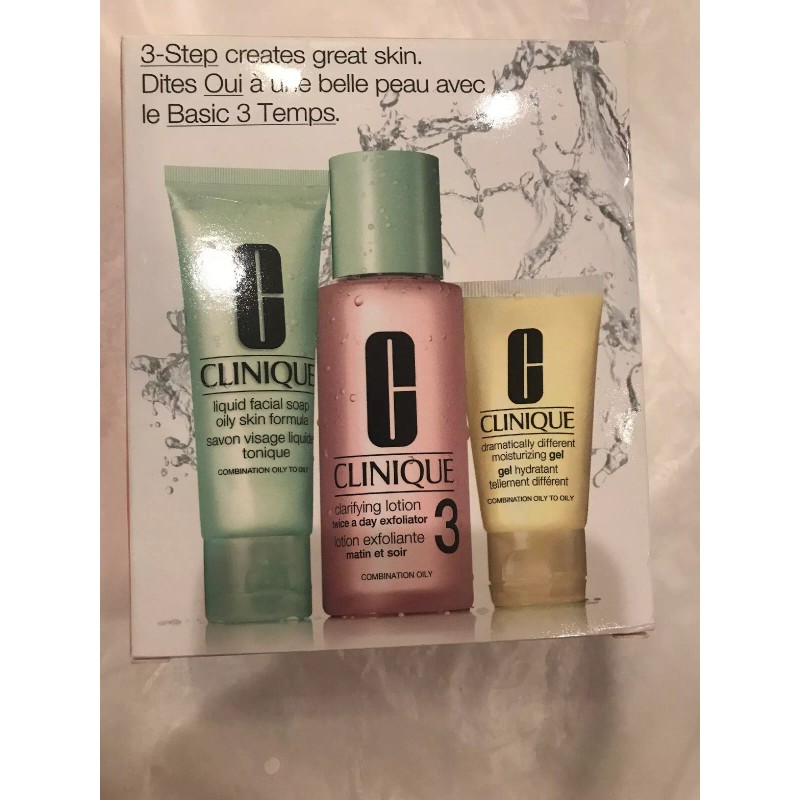 3-Step creates great skin.
Dites Oui à une belle peau avec
le Basic 3 Temps.
C
CLINIQUE
liquid facial soap
oily skin formula
savon visage liquide
tonique
COMBINATION OILY TO OILY
C
CLINIQUE
clarifying lotion
twice a day exfoliator
3
lotion exfoliante
matin et soir
COMBINATION OILY
C
CLINIQUE
dramatically different
moisturizing gel
gel hydratant
tellement différent
COMBINATION OILY TO OILY